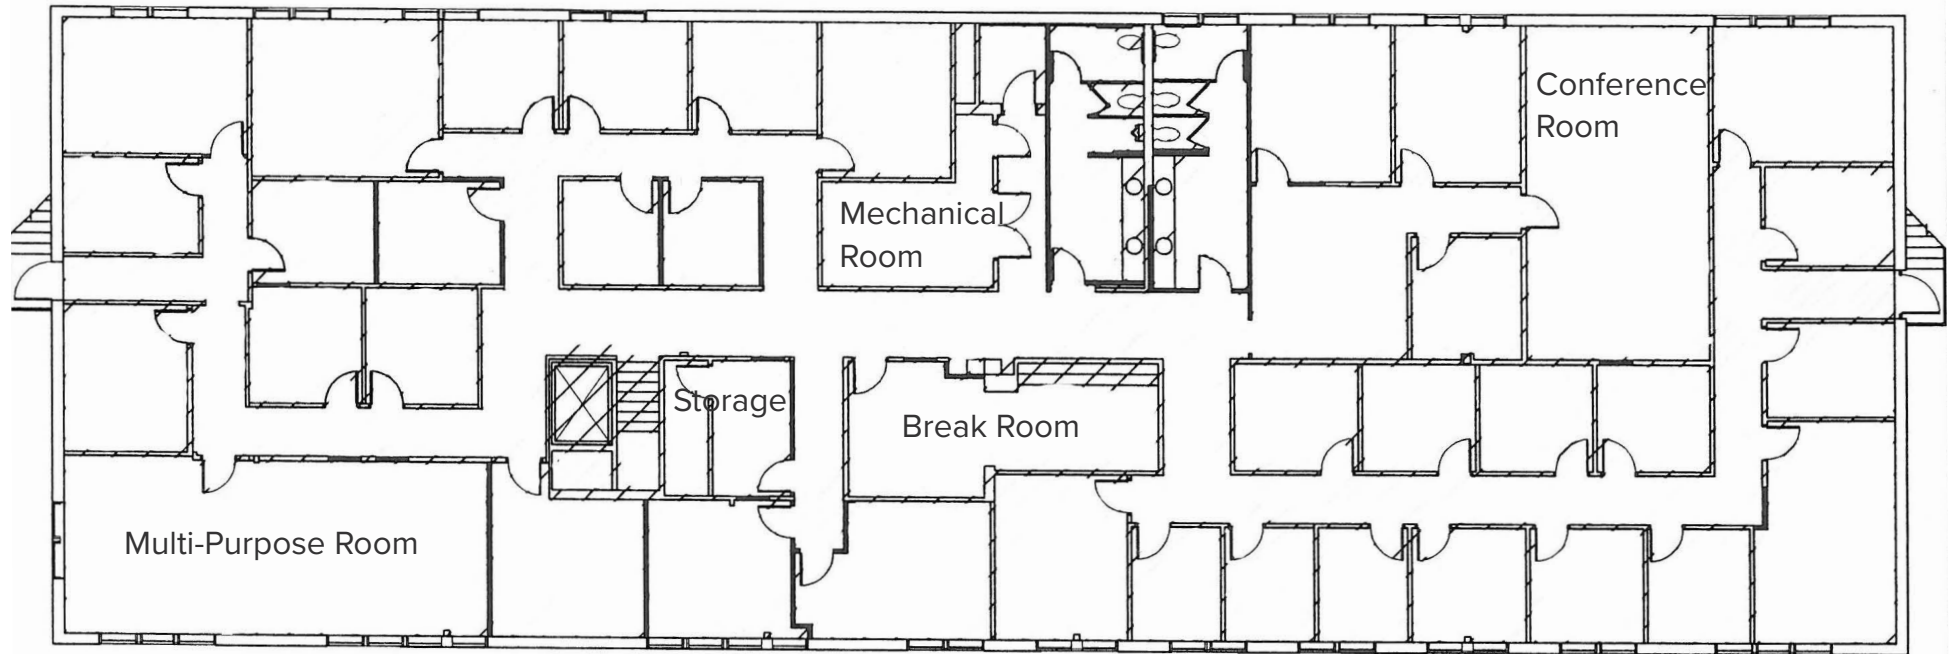 Conference
Room
Mechanical
Room
Storage
Break Room
Multi-Purpose Room